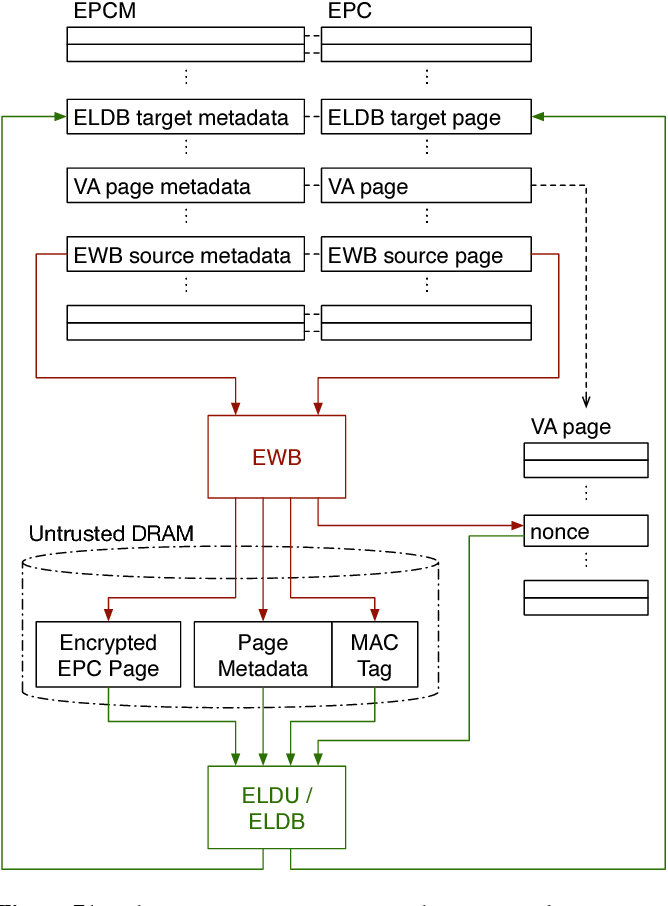 EPCM
EPC
ELDB target metadata
ELDB target page
VA page metadata
VA page
EWB source metadata
EWB source page
VA page
EWB
nonce
Untrusted DRAM
Encrypted
EPC Page
Page
Metadata
MAC
Tag
ELDU /
ELDB